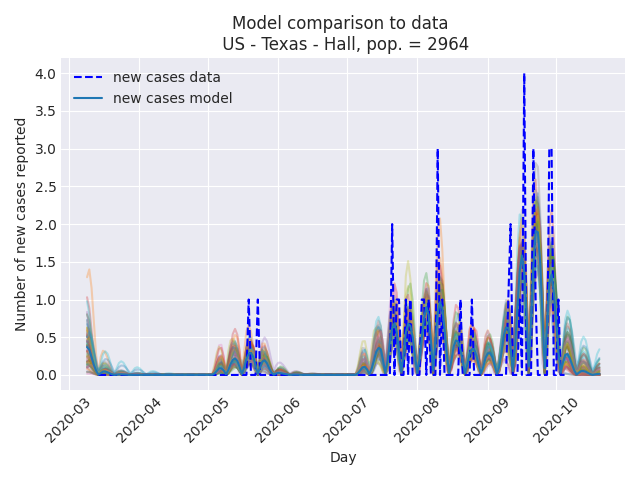 Model comparison to data
US - Texas - Hall, pop. = 2964
new cases data
new cases model
Number of new cases reported
4.0
3.5
3.0
2.5
2.0
1.5
1.0
0.5
0.0
2020-03
2020-04
2020-05
2020-06
2020-07
2020-08
2020-09
2020-10
Day